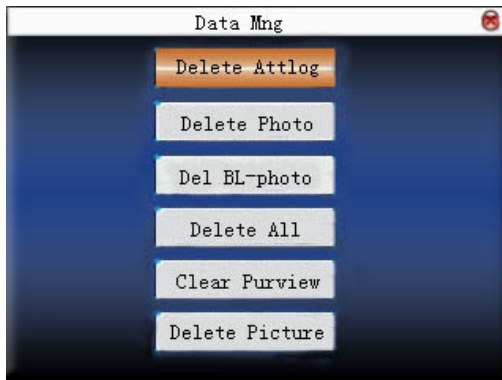 Data Mng
Delete Attlog
Delete Photo
Del BL-photo
Delete All
Clear Purview
Delete Picture